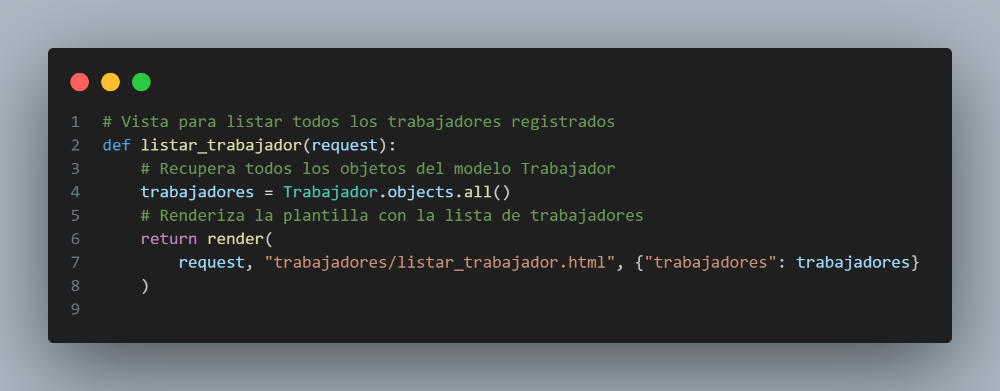 1 # Vista para listar todos los trabajadores registrados
2 def listar_trabajador(request):
3     # Recupera todos los objetos del modelo Trabajador
4     trabajadores = Trabajador.objects.all()
5     # Renderiza la plantilla con la lista de trabajadores
6     return render(
7         request, "trabajadores/listar_trabajador.html", {"trabajadores": trabajadores}
8     )
9